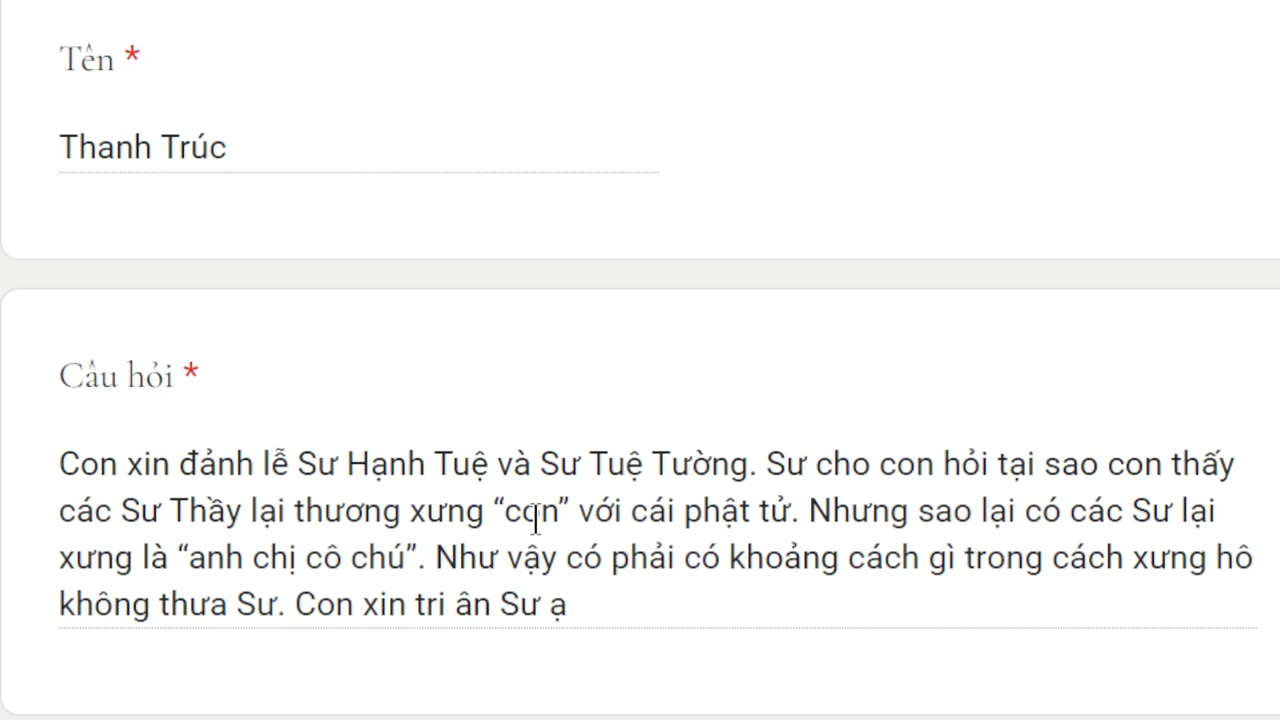 Tên *
Thanh Trúc
Câu hỏi *
Con xin đảnh lễ Sư Hạnh Tuệ và Sư Tuệ Tường. Sư cho con hỏi tại sao con thấy
các Sư Thầy lại thương xưng “con” với cái phật tử. Nhưng sao lại có các Sư lại
xưng là “anh chị cô chú”. Như vậy có phải có khoảng cách gì trong cách xưng hô
không thưa Sư. Con xin tri ân Sư ạ